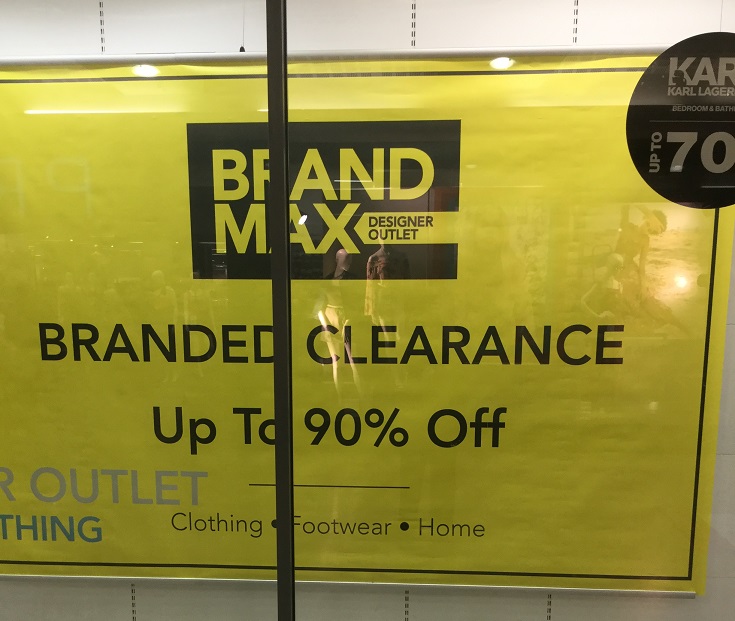 BRAND
MAX
DESIGNER
OUTLET
BRANDED CLEARANCE
Up To 90% Off
Clothing • Footwear • Home
R OUTLET
THING
KAR
KARL LAGER
BEDROOM & BATH
UP TO 70